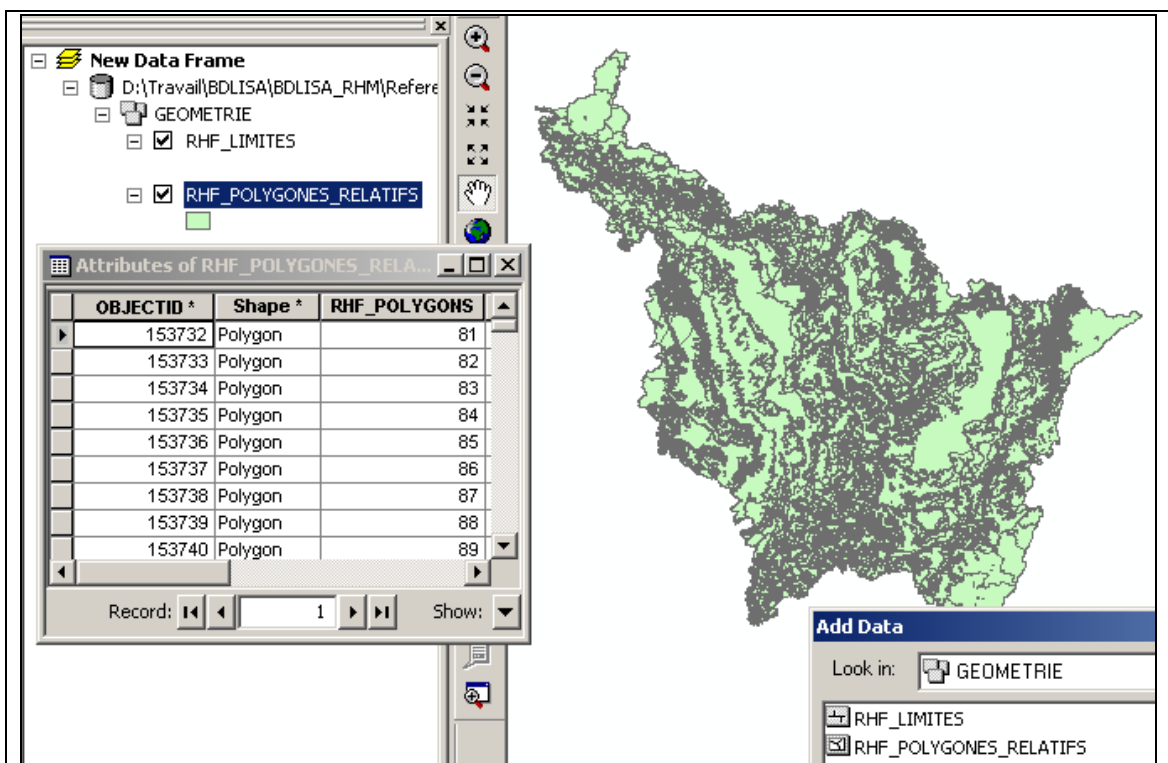 New Data Frame
D:\Travail\BDLISA\BDLISA_RHM\Refere
GEOMETRIE
RHF_LIMITES
RHF_POLYGONES_RELATIFS
Attributes of RHF_POLYGONES_RELA...
OBJECTID * Shape * RHF_POLYGONS
153732 Polygon 81
153733 Polygon 82
153734 Polygon 83
153735 Polygon 84
153736 Polygon 85
153737 Polygon 86
153738 Polygon 87
153739 Polygon 88
153740 Polygon 89
Record: 1 Show:
Add Data
Look in: GEOMETRIE
RHF_LIMITES
RHF_POLYGONES_RELATIFS